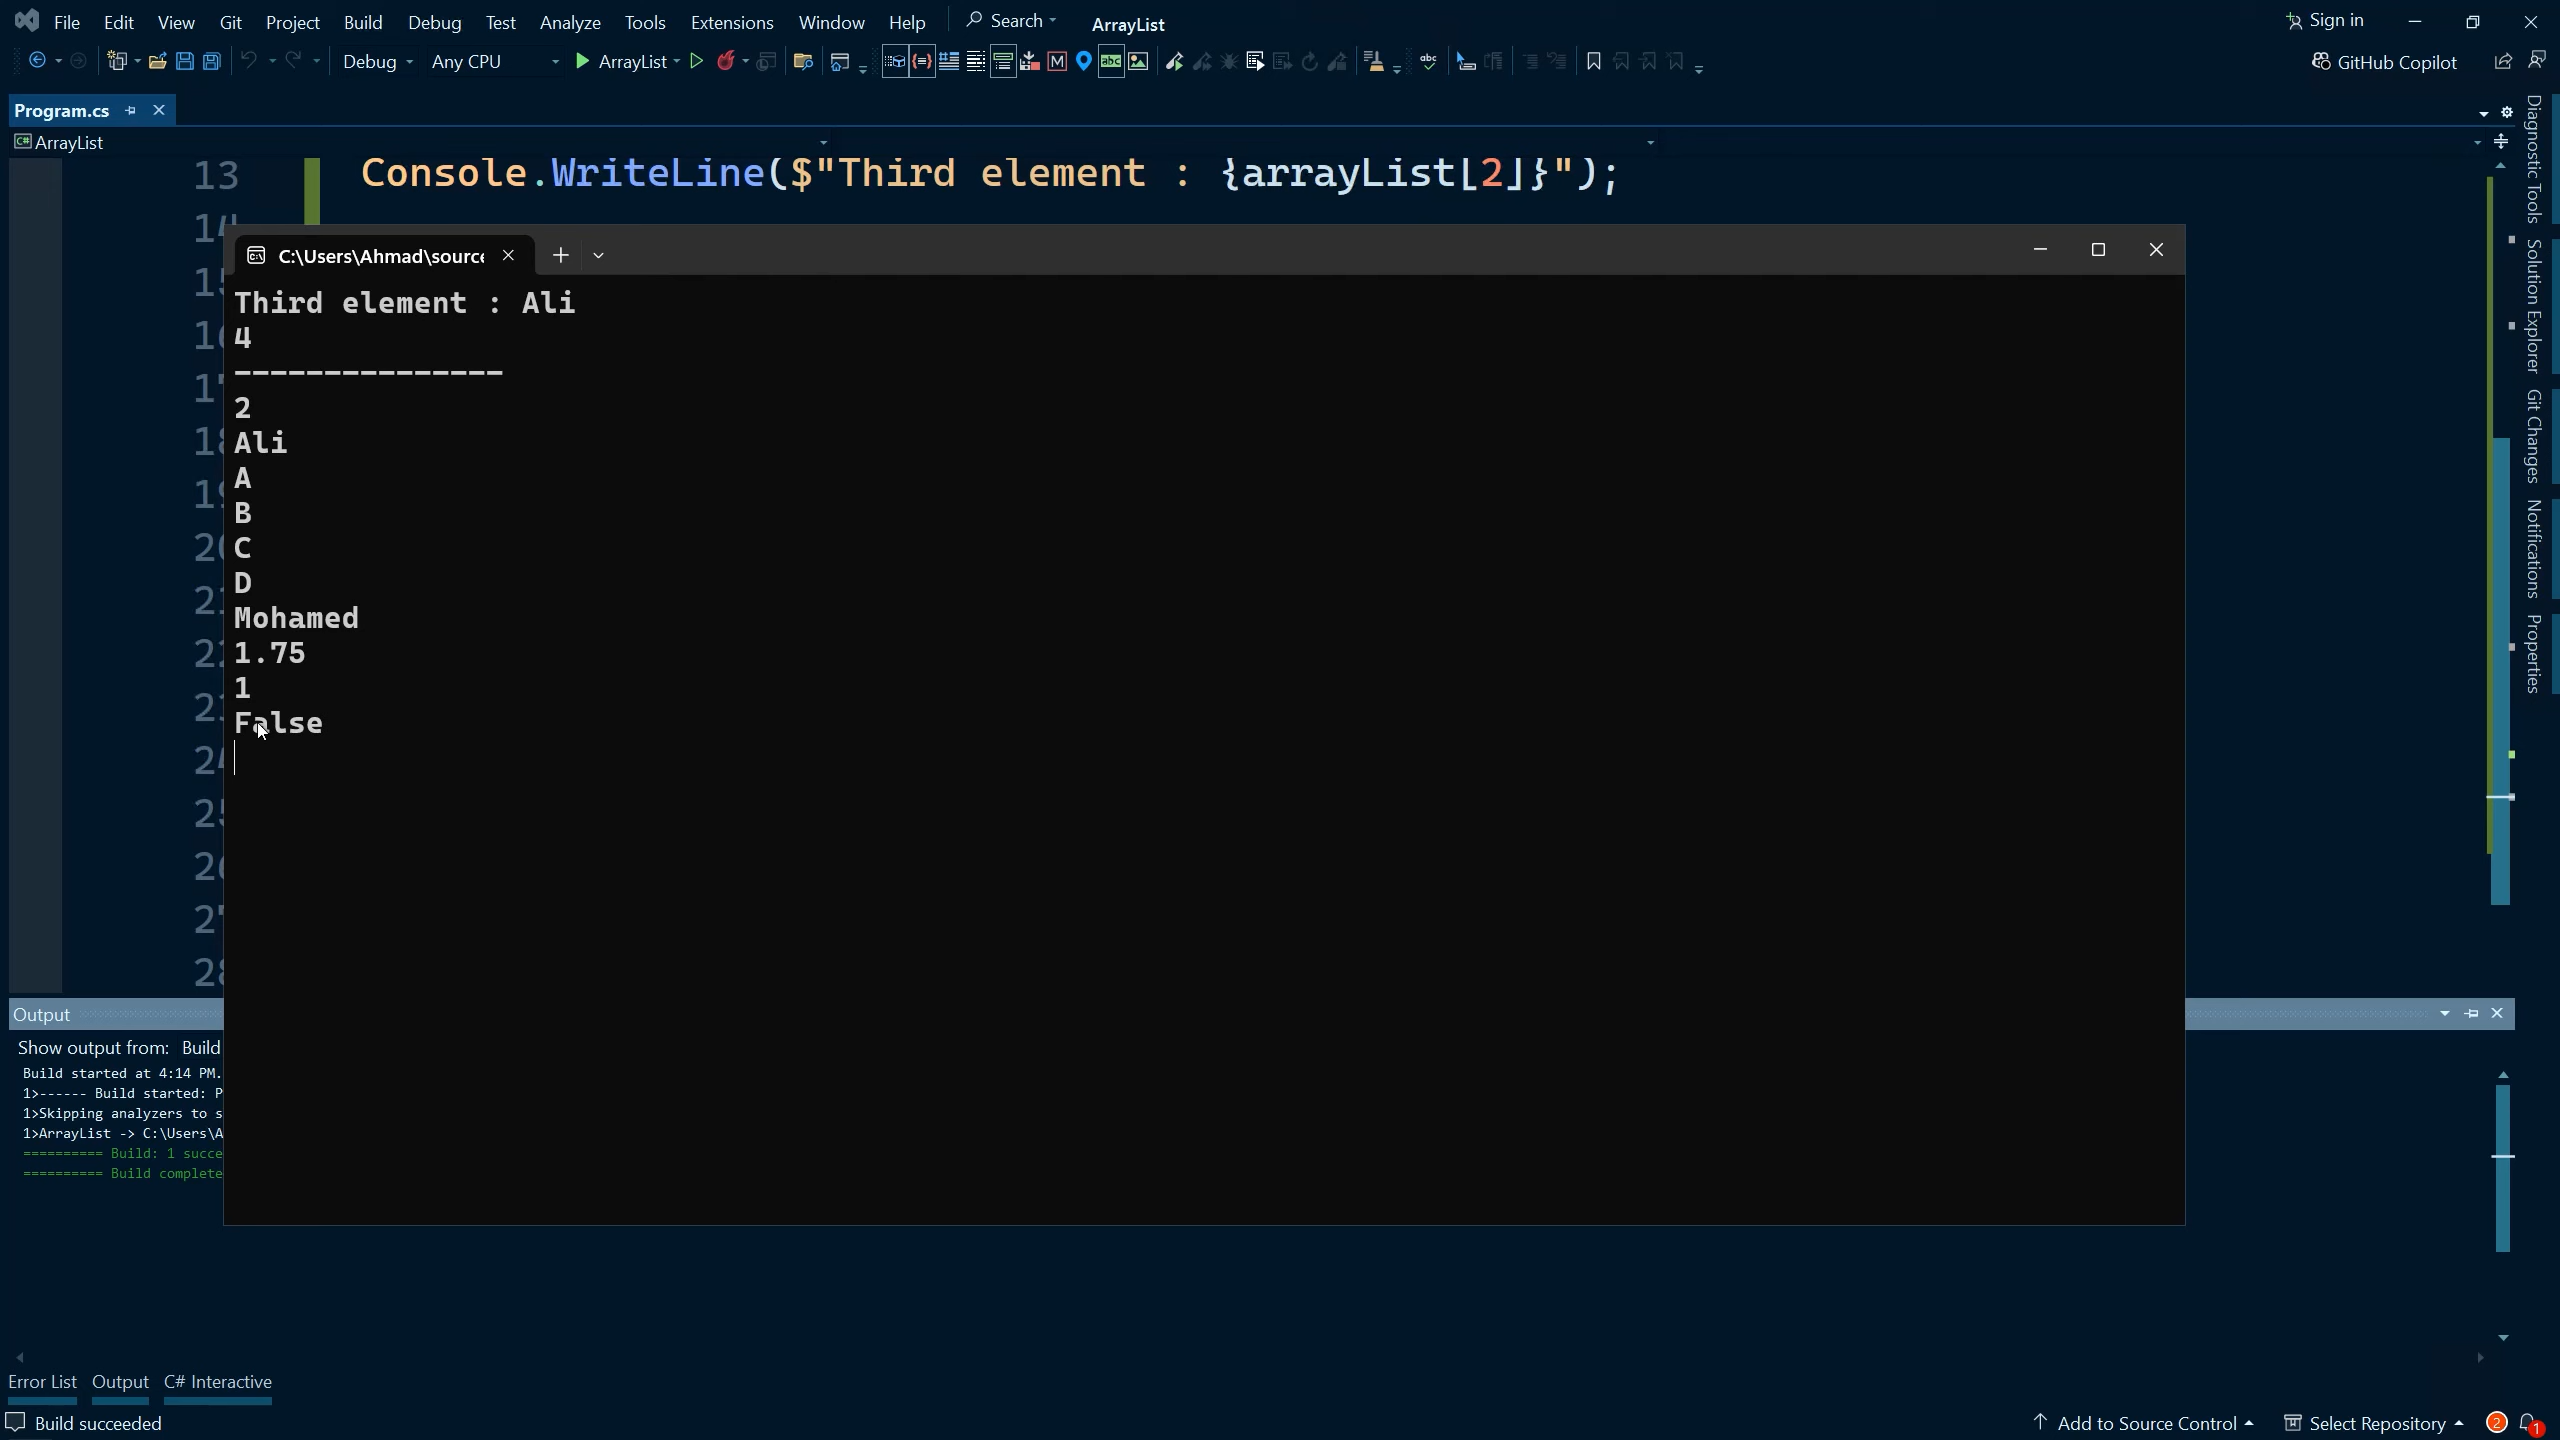 File Edit View Git Project Build Debug Test Analyze Tools Extensions Window Help Search ArrayList Sign in
Debug Any CPU ArrayList GitHub Copilot
Program.cs
C# ArrayList
13 Console.WriteLine($"Third element : {arrayList[2]}");
C:\Users\Ahmad\source
Third element : Ali
4
---------------
2
Ali
A
B
C
D
Mohamed
1.75
1
False
Diagnostic Tools
Solution Explorer
Git Changes
Notifications
Properties
Output
Show output from: Build
Build started at 4:14 PM.
1>------ Build started: P
1>Skipping analyzers to s
1>ArrayList -> C:\Users\A
========== Build: 1 succe
========== Build complete
Error List Output C# Interactive
Build succeeded Add to Source Control Select Repository 2 1